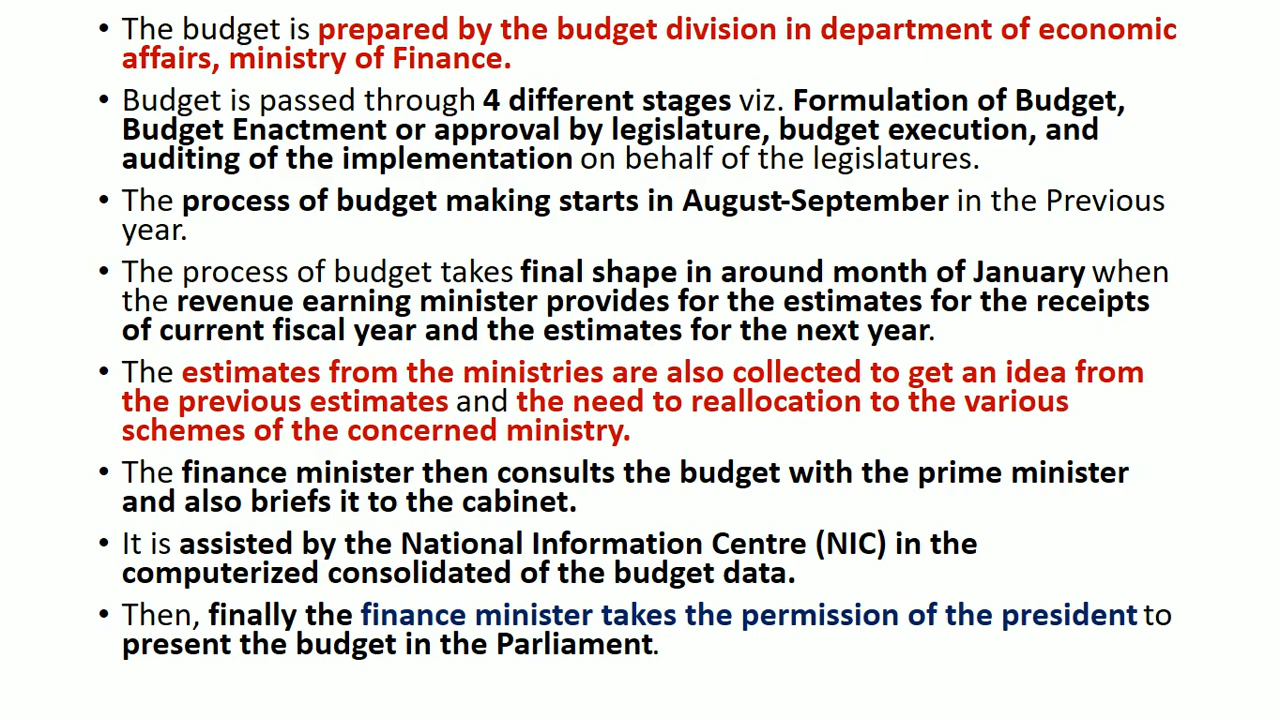 • The budget is prepared by the budget division in department of economic
affairs, ministry of Finance.
• Budget is passed through 4 different stages viz. Formulation of Budget,
Budget Enactment or approval by legislature, budget execution, and
auditing of the implementation on behalf of the legislatures.
• The process of budget making starts in August-September in the Previous
year.
• The process of budget takes final shape in around month of January when
the revenue earning minister provides for the estimates for the receipts
of current fiscal year and the estimates for the next year.
• The estimates from the ministries are also collected to get an idea from
the previous estimates and the need to reallocation to the various
schemes of the concerned ministry.
• The finance minister then consults the budget with the prime minister
and also briefs it to the cabinet.
• It is assisted by the National Information Centre (NIC) in the
computerized consolidated of the budget data.
• Then, finally the finance minister takes the permission of the president to
present the budget in the Parliament.